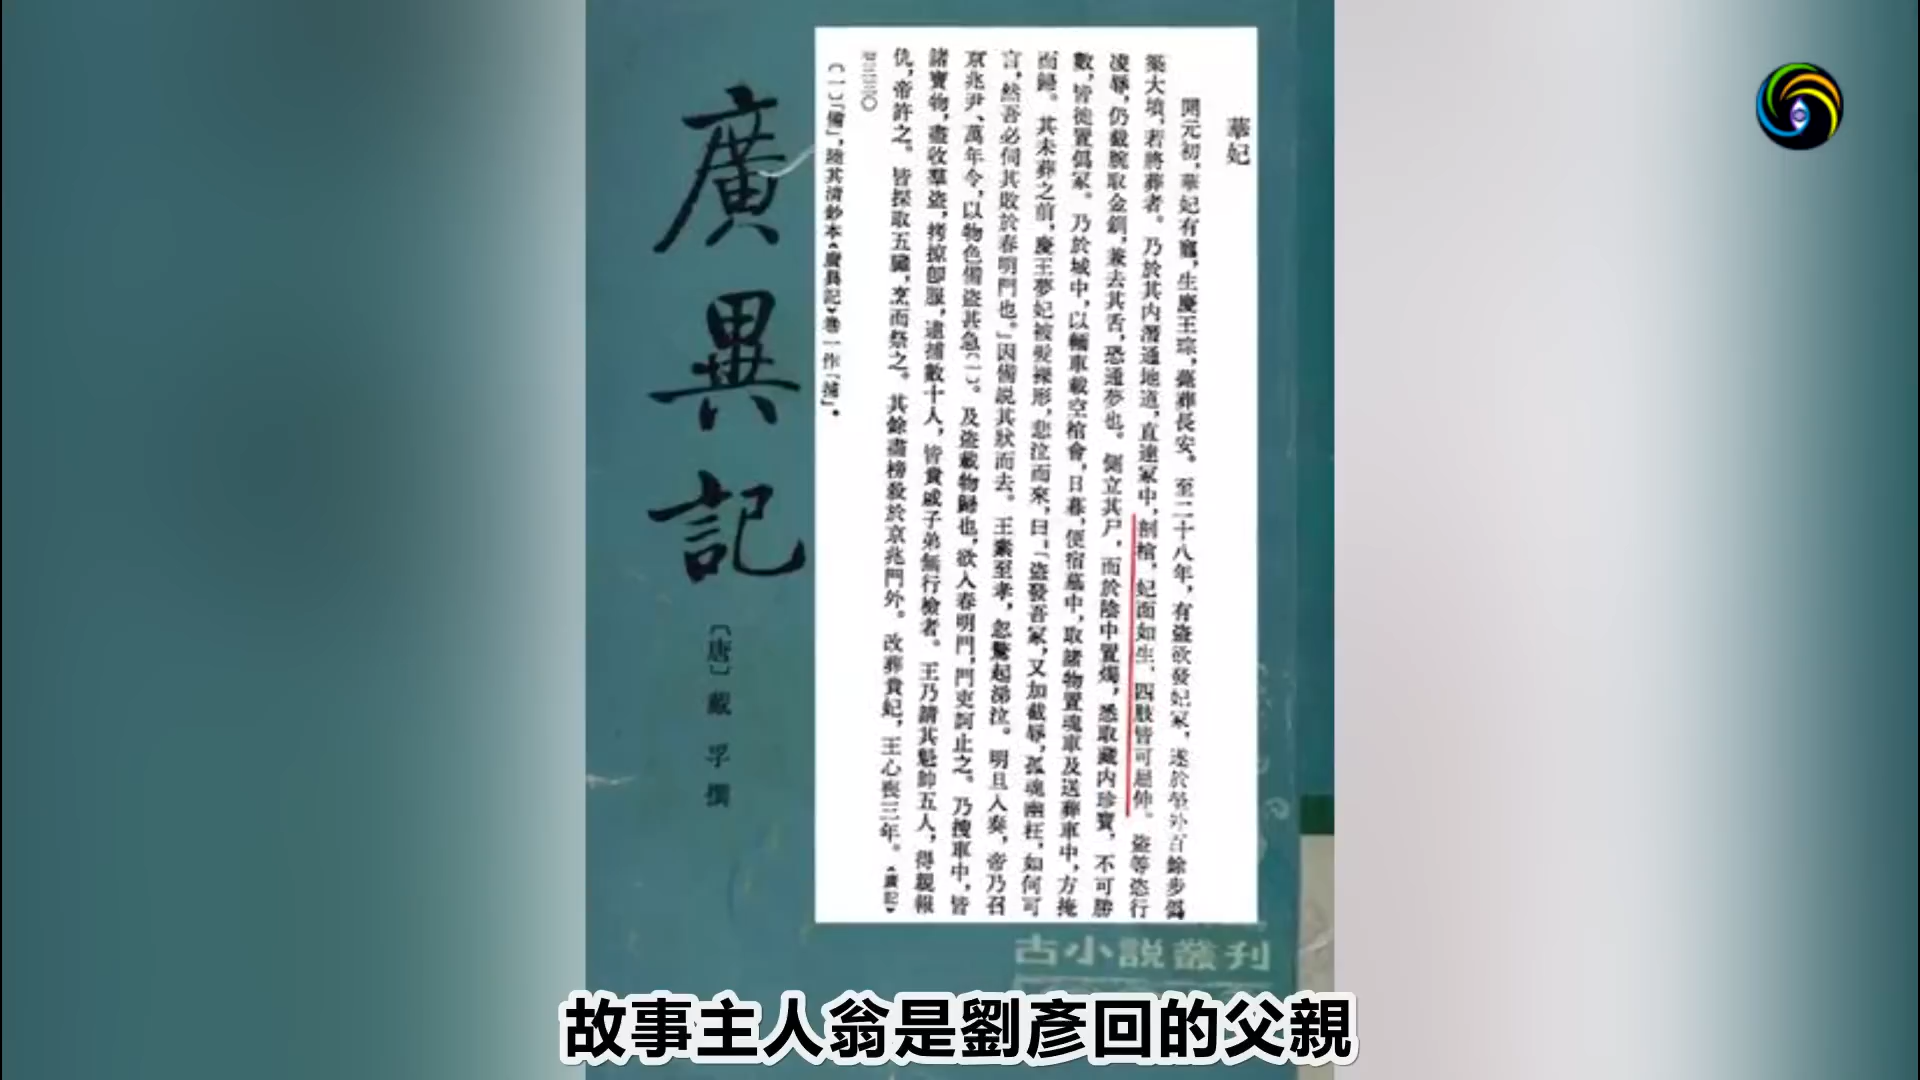 廣異記
〔唐〕戴孚撰
華妃
開元初，華妃有寵，生慶王琮，薨葬長安。至二十八年，有盜欲發妃冢，遂於塋外百餘步僞
築大墳，若將葬者。乃於其内潛通地道，直達冢中，剖棺，妃面如生，四肢皆可屈伸。盜等恣行
凌辱，仍截腕取金釧，兼去其舌，恐通夢也。側立其尸，而於陰中置燭，悉取藏内珍寶，不可勝
數，皆徙置僞冢。乃於城中，以輀車載空棺會，日暮，便宿墓中，取諸物置魂車及送葬車中，方掩
而歸。其未葬之前，慶王夢妃被髮裸形，悲泣而來，曰：「盜發吾冢，又加截辱，孤魂幽枉，如何可
言，然吾必伺其敗於春明門也。」因備説其狀而去。王素至孝，忽驚起涕泣。明旦入奏，帝乃召
京兆尹、萬年令，以物色備盜甚急〔一〕。及盜載物歸也，欲入春明門，門吏訶止之。乃搜車中，皆
諸寶物，盡收羣盜，拷掠即服，逮捕數十人，皆貴戚子弟無行檢者。王乃請其魁帥五人，得親報
仇，帝許之。皆探取五臟，烹而祭之。其餘盡榜殺於京兆門外。改葬貴妃，王心喪三年。《廣記》
卷三三〇
〔一〕「備」，陸其清鈔本《廣異記》卷一作「捕」。
古小説叢刊
故事主人翁是劉彥回的父親